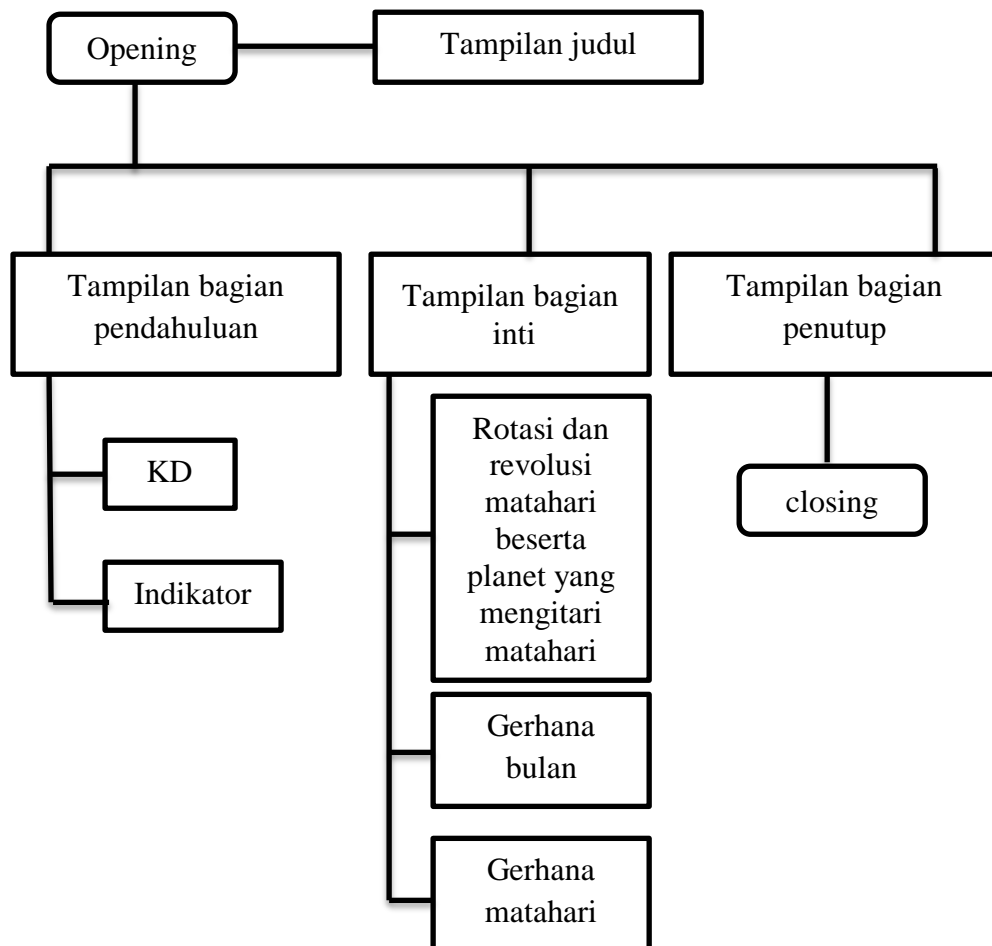 Opening
Tampilan judul
Tampilan bagian
pendahuluan
Tampilan bagian
inti
Tampilan bagian
penutup
KD
Indikator
Rotasi dan
revolusi
matahari
beserta
planet yang
mengitari
matahari
Gerhana
bulan
Gerhana
matahari
closing